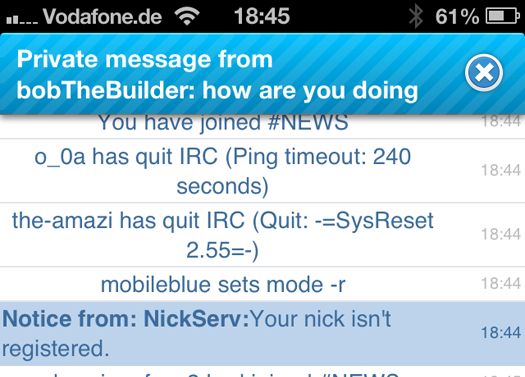 Vodafone.de 18:45 61%
Private message from
bobTheBuilder: how are you doing
You have joined #NEWS 18:44
o_0a has quit IRC (Ping timeout: 240
seconds) 18:44
the-amazi has quit IRC (Quit: -=SysReset
2.55=-) 18:44
mobileblue sets mode -r 18:44
Notice from: NickServ:Your nick isn't
registered. 18:44
joined #NEWS